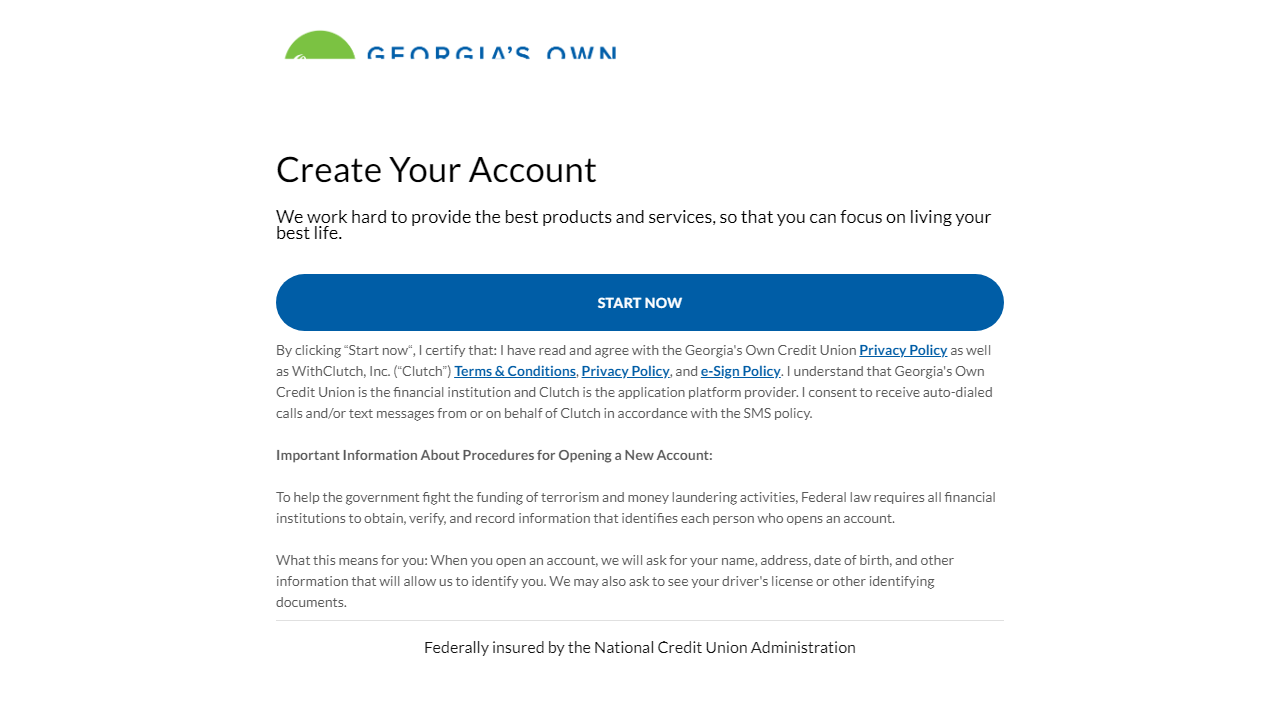 GEORGIA'S OWN
Create Your Account
We work hard to provide the best products and services, so that you can focus on living your
best life.
START NOW
By clicking “Start now“, I certify that: I have read and agree with the Georgia's Own Credit Union Privacy Policy as well
as WithClutch, Inc. (“Clutch”) Terms & Conditions, Privacy Policy, and e-Sign Policy. I understand that Georgia's Own
Credit Union is the financial institution and Clutch is the application platform provider. I consent to receive auto-dialed
calls and/or text messages from or on behalf of Clutch in accordance with the SMS policy.
Important Information About Procedures for Opening a New Account:
To help the government fight the funding of terrorism and money laundering activities, Federal law requires all financial
institutions to obtain, verify, and record information that identifies each person who opens an account.
What this means for you: When you open an account, we will ask for your name, address, date of birth, and other
information that will allow us to identify you. We may also ask to see your driver's license or other identifying
documents.
Federally insured by the National Credit Union Administration